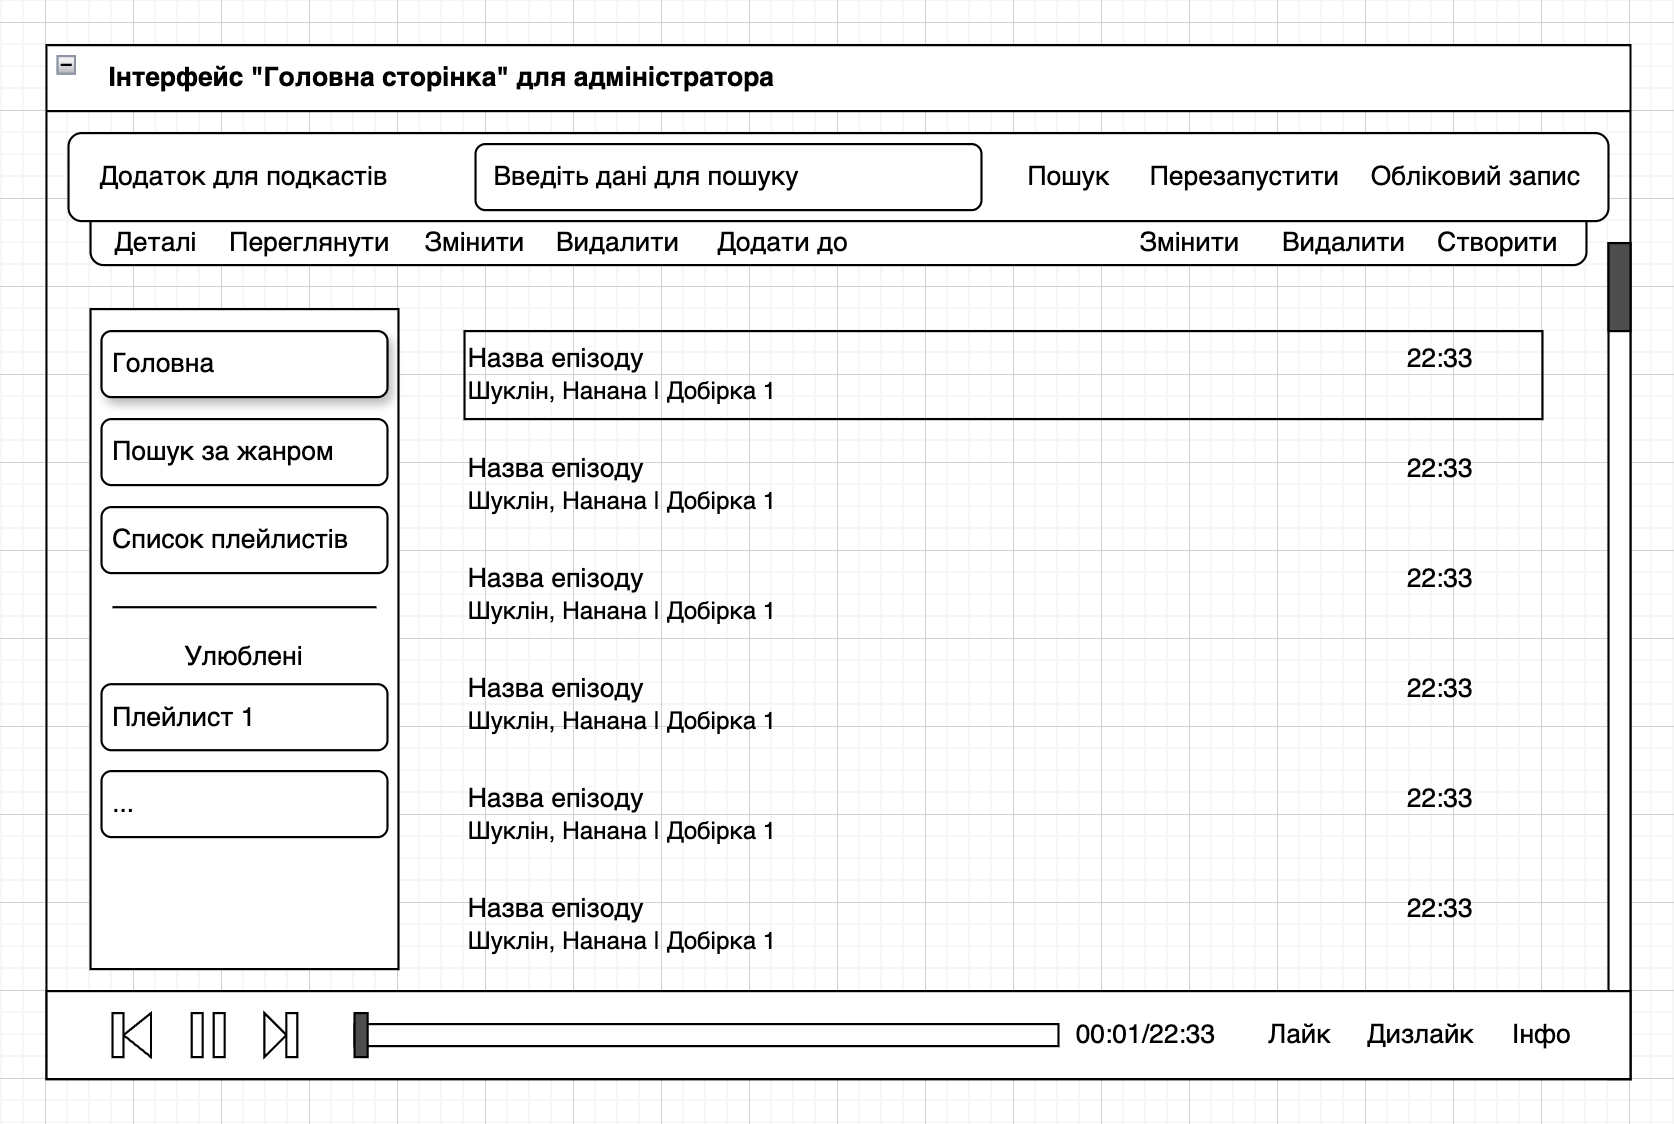 Інтерфейс "Головна сторінка" для адміністратора
Додаток для подкастів
Введіть дані для пошуку
Пошук
Перезапустити
Обліковий запис
Деталі
Переглянути
Змінити
Видалити
Додати до
Змінити
Видалити
Створити
Головна
Пошук за жанром
Список плейлистів
Улюблені
Плейлист 1
...
Назва епізоду 22:33
Шуклін, Нанана | Добірка 1
Назва епізоду 22:33
Шуклін, Нанана | Добірка 1
Назва епізоду 22:33
Шуклін, Нанана | Добірка 1
Назва епізоду 22:33
Шуклін, Нанана | Добірка 1
Назва епізоду 22:33
Шуклін, Нанана | Добірка 1
Назва епізоду 22:33
Шуклін, Нанана | Добірка 1
00:01/22:33
Лайк
Дизлайк
Інфо